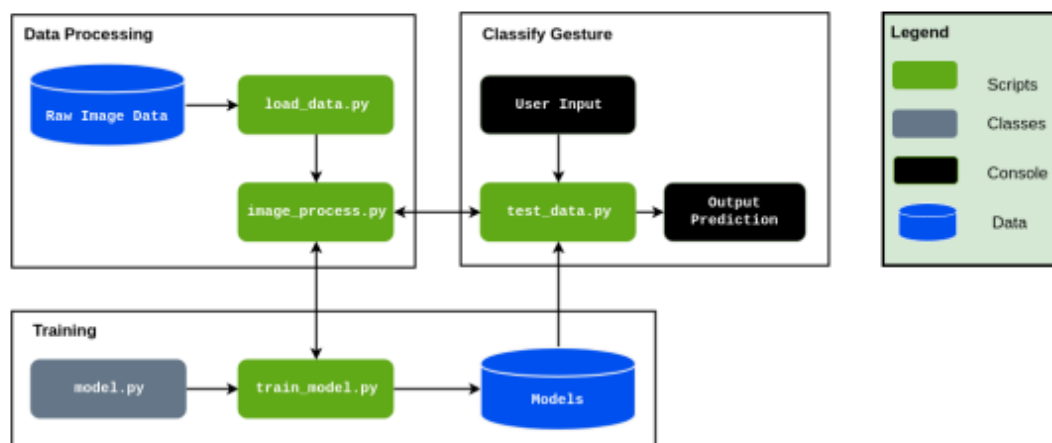 Data Processing
Raw Image Data
load_data.py
image_process.py
Classify Gesture
User Input
test_data.py
Output
Prediction
Training
model.py
train_model.py
Models
Legend
Scripts
Classes
Console
Data